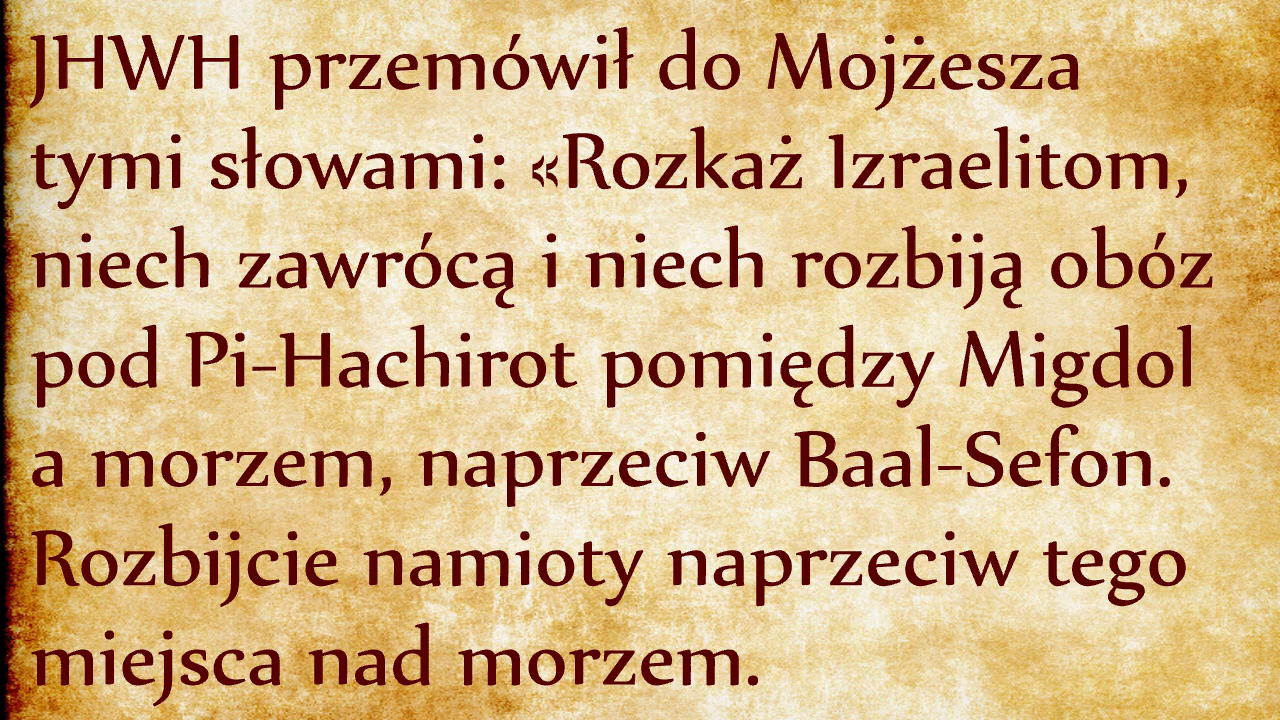 JHWH przemówił do Mojżesza
tymi słowami: «Rozkaż Izraelitom,
niech zawrócą i niech rozbiją obóz
pod Pi-Hachirot pomiędzy Migdol
a morzem, naprzeciw Baal-Sefon.
Rozbijcie namioty naprzeciw tego
miejsca nad morzem.